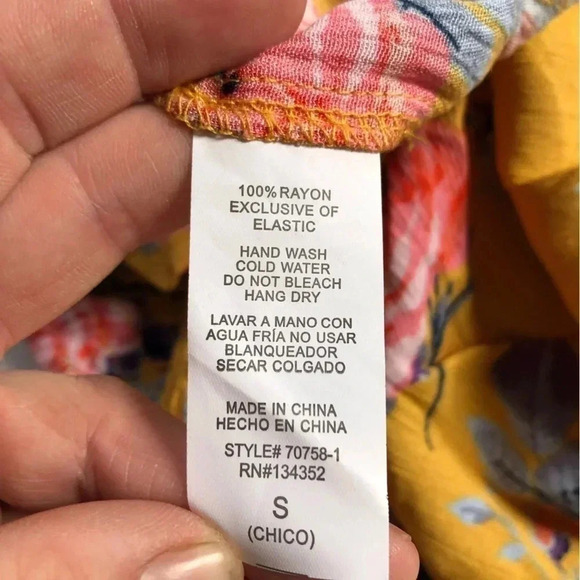 100% RAYON
EXCLUSIVE OF
ELASTIC
HAND WASH
COLD WATER
DO NOT BLEACH
HANG DRY
LAVAR A MANO CON
AGUA FRÍA NO USAR
BLANQUEADOR
SECAR COLGADO
MADE IN CHINA
HECHO EN CHINA
STYLE# 70758-1
RN#134352
S
(CHICO)